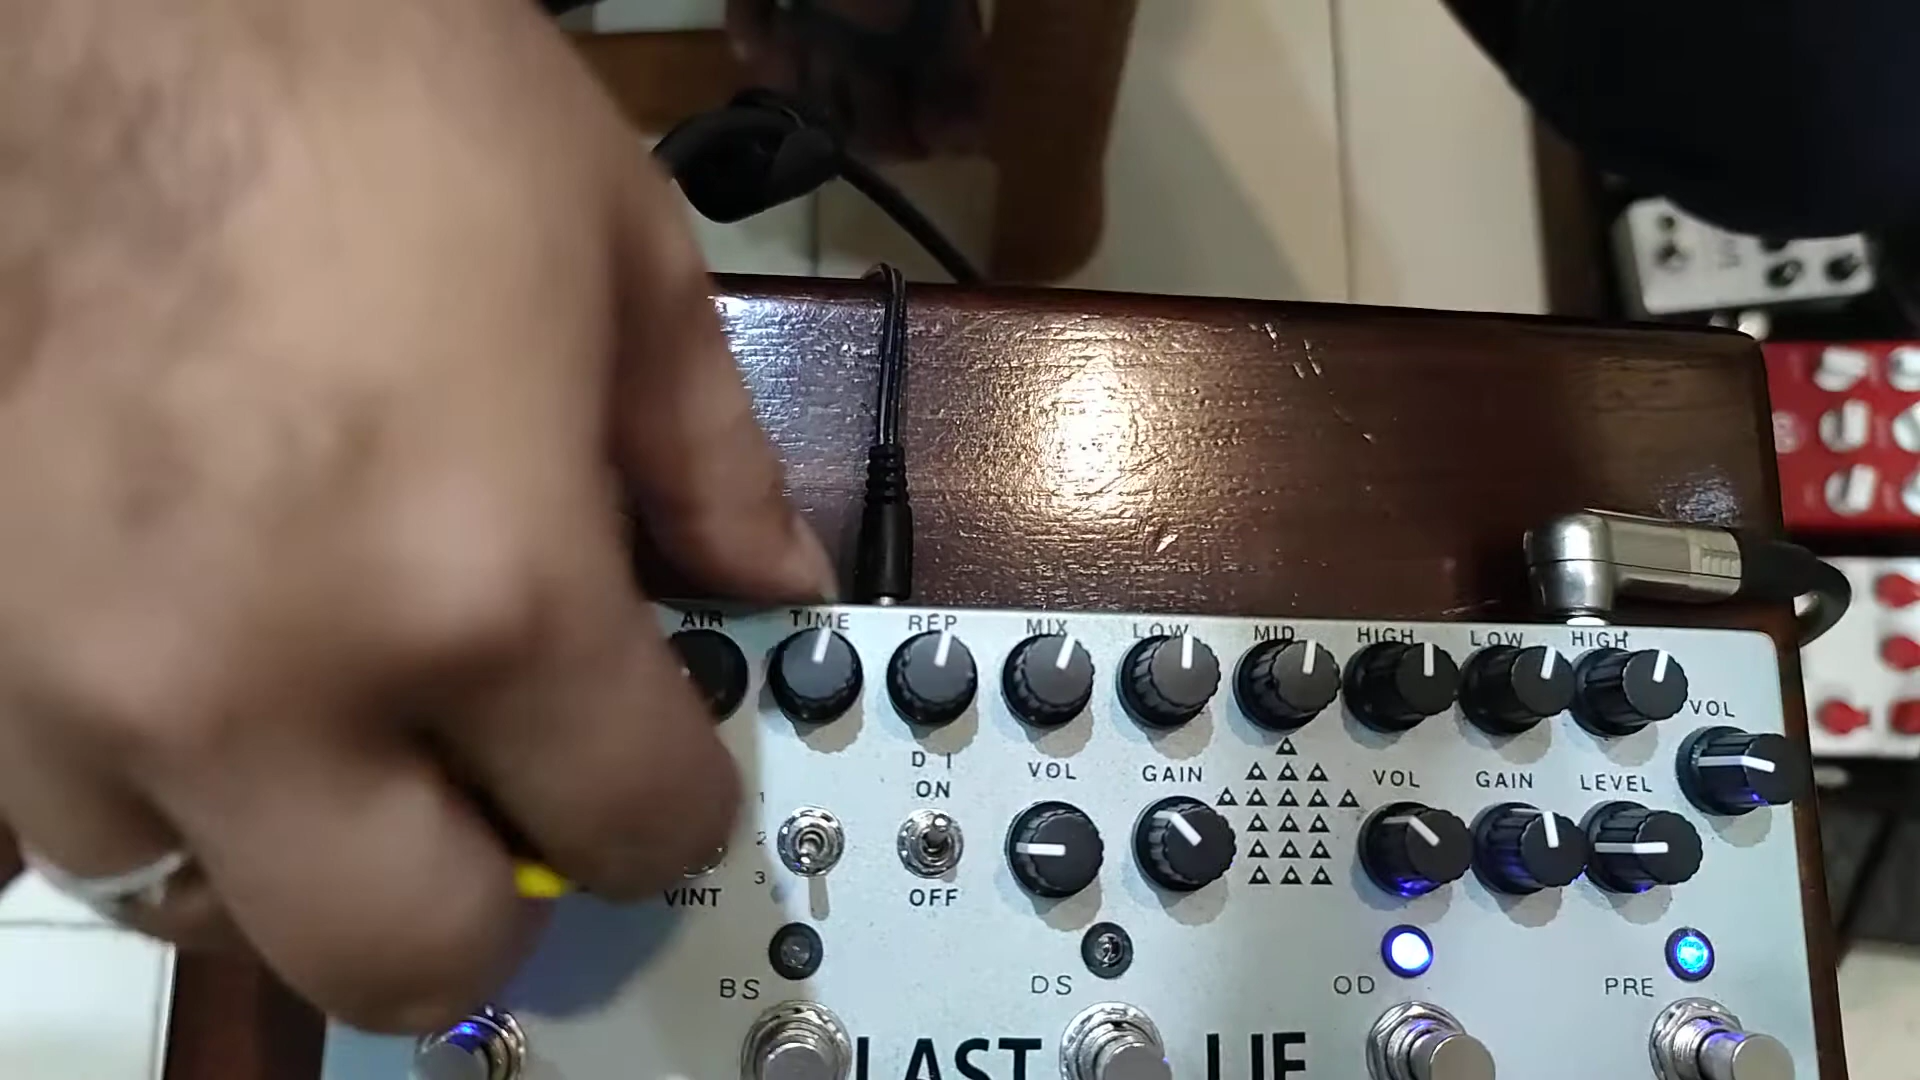 AIR TIME REP MIX LOW MID HIGH LOW HIGH
VOL
D I
ON
VOL GAIN VOL GAIN LEVEL
1
2
3
VINT OFF
BS DS OD PRE
LAST LIF